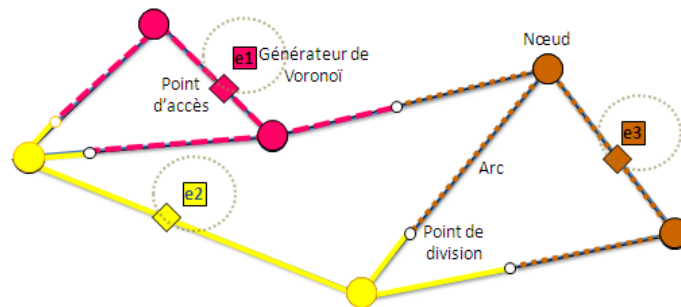 e1
Générateur de
Voronoï
Point
d’accès
Nœud
e3
Arc
e2
Point de
division